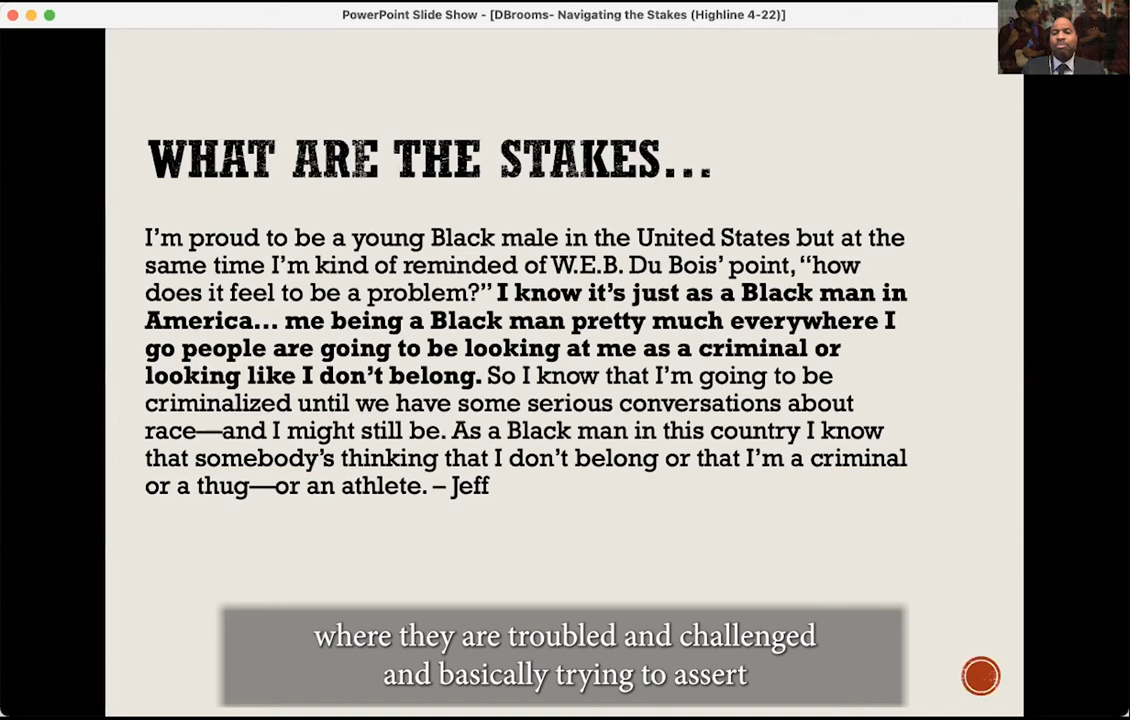 PowerPoint Slide Show - [DBrooms- Navigating the Stakes (Highline 4-22)]
WHAT ARE THE STAKES...
I’m proud to be a young Black male in the United States but at the
same time I’m kind of reminded of W.E.B. Du Bois’ point, “how
does it feel to be a problem?” I know it’s just as a Black man in
America... me being a Black man pretty much everywhere I
go people are going to be looking at me as a criminal or
looking like I don’t belong. So I know that I’m going to be
criminalized until we have some serious conversations about
race—and I might still be. As a Black man in this country I know
that somebody’s thinking that I don’t belong or that I’m a criminal
or a thug—or an athlete. – Jeff
where they are troubled and challenged
and basically trying to assert